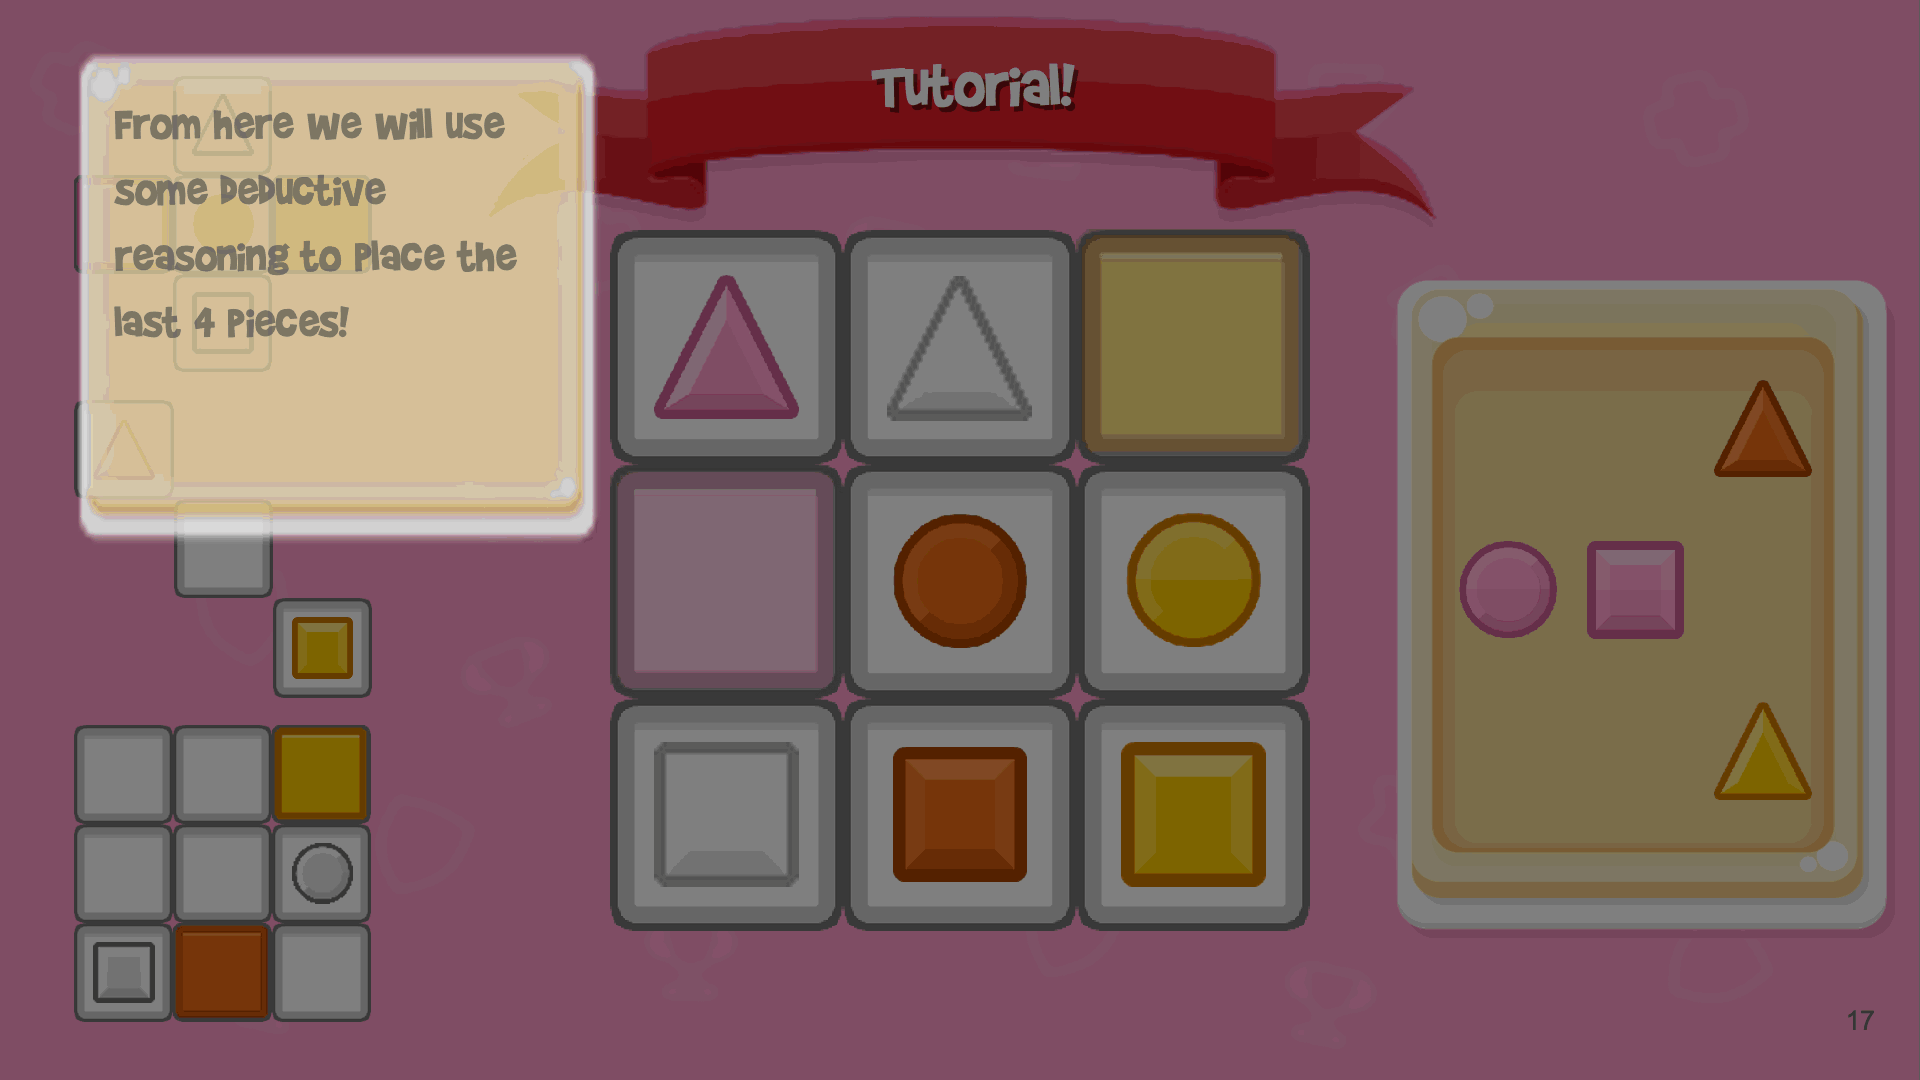 Tutorial!
From here we will use
some deductive
reasoning to place the
last 4 pieces!
17